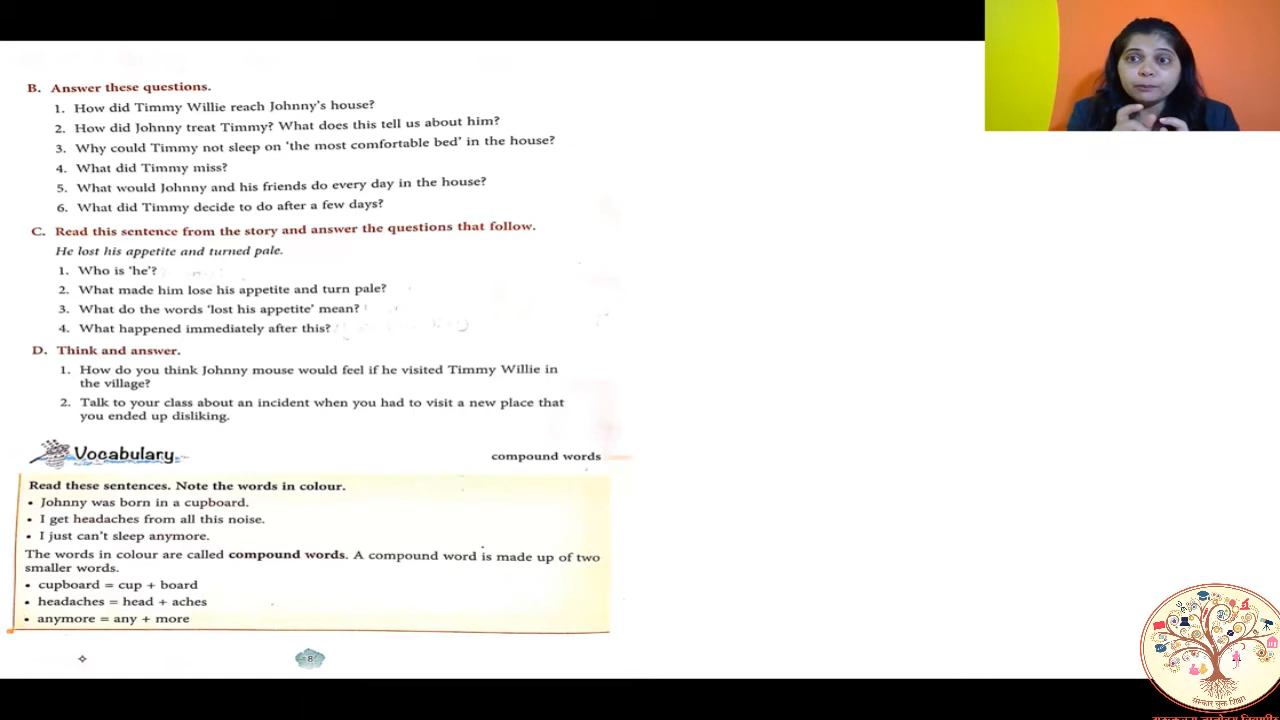 B. Answer these questions.
1. How did Timmy Willie reach Johnny's house?
2. How did Johnny treat Timmy? What does this tell us about him?
3. Why could Timmy not sleep on 'the most comfortable bed' in the house?
4. What did Timmy miss?
5. What would Johnny and his friends do every day in the house?
6. What did Timmy decide to do after a few days?
C. Read this sentence from the story and answer the questions that follow.
He lost his appetite and turned pale.
1. Who is 'he'?
2. What made him lose his appetite and turn pale?
3. What do the words 'lost his appetite' mean?
4. What happened immediately after this?
D. Think and answer.
1. How do you think Johnny mouse would feel if he visited Timmy Willie in
the village?
2. Talk to your class about an incident when you had to visit a new place that
you ended up disliking.
Vocabulary
compound words
Read these sentences. Note the words in colour.
• Johnny was born in a cupboard.
• I get headaches from all this noise.
• I just can't sleep anymore.
The words in colour are called compound words. A compound word is made up of two
smaller words.
• cupboard = cup + board
• headaches = head + aches
• anymore = any + more
8
संस्कार युक्त शिक्षा